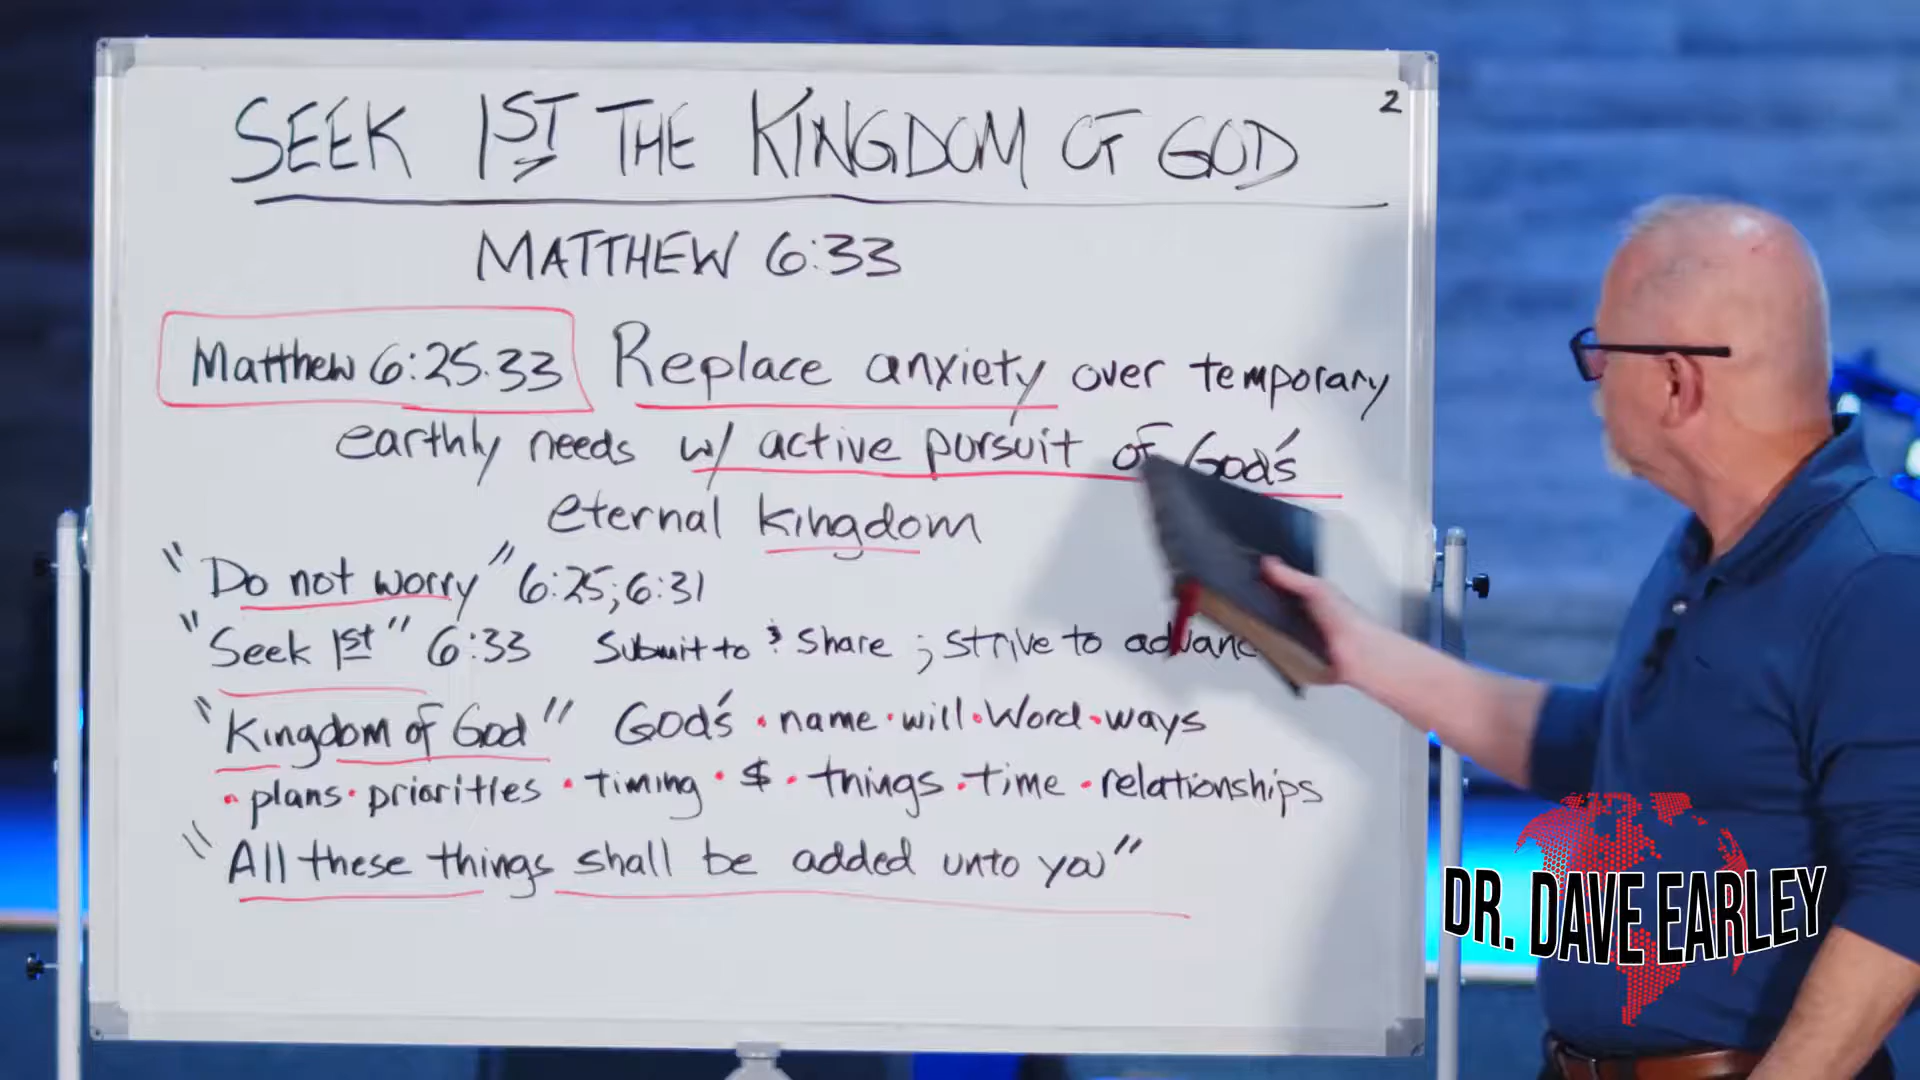 2
SEEK 1ST THE KINGDOM OF GOD
MATTHEW 6:33
Matthew 6:25.33 Replace anxiety over temporary
earthly needs w/ active pursuit of God's
eternal kingdom
"Do not worry" 6:25; 6:31
"Seek 1st" 6:33 Submit to & Share ; strive to advanc
"Kingdom of God" God's • name • will • Word • ways
• plans • priorities • timing • $ • things • time • relationships
"All these things shall be added unto you"
DR. DAVE EARLEY